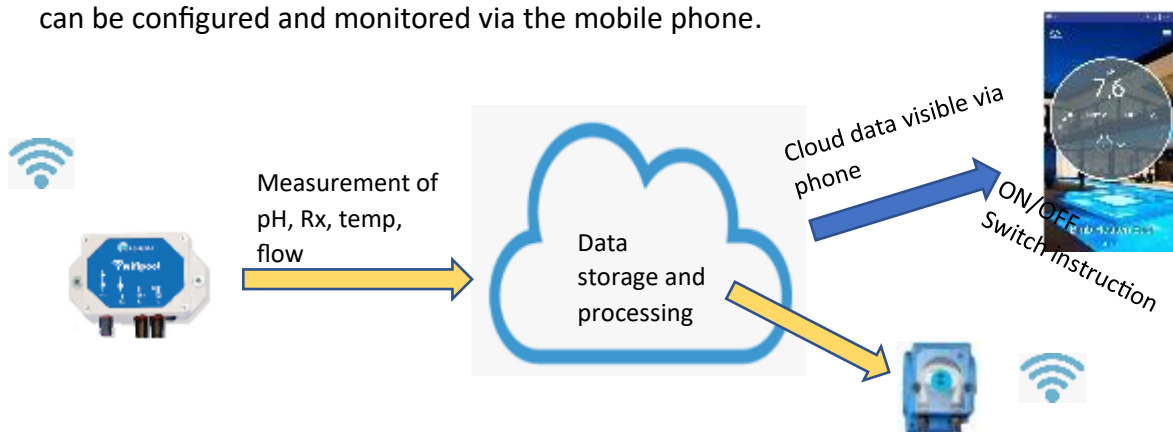 can be configured and monitored via the mobile phone.
Cloud data visible via
phone
7,6
Measurement of
pH, Rx, temp,
flow
ON/OFF
Switch instruction
Data
storage and
processing
Wifipool